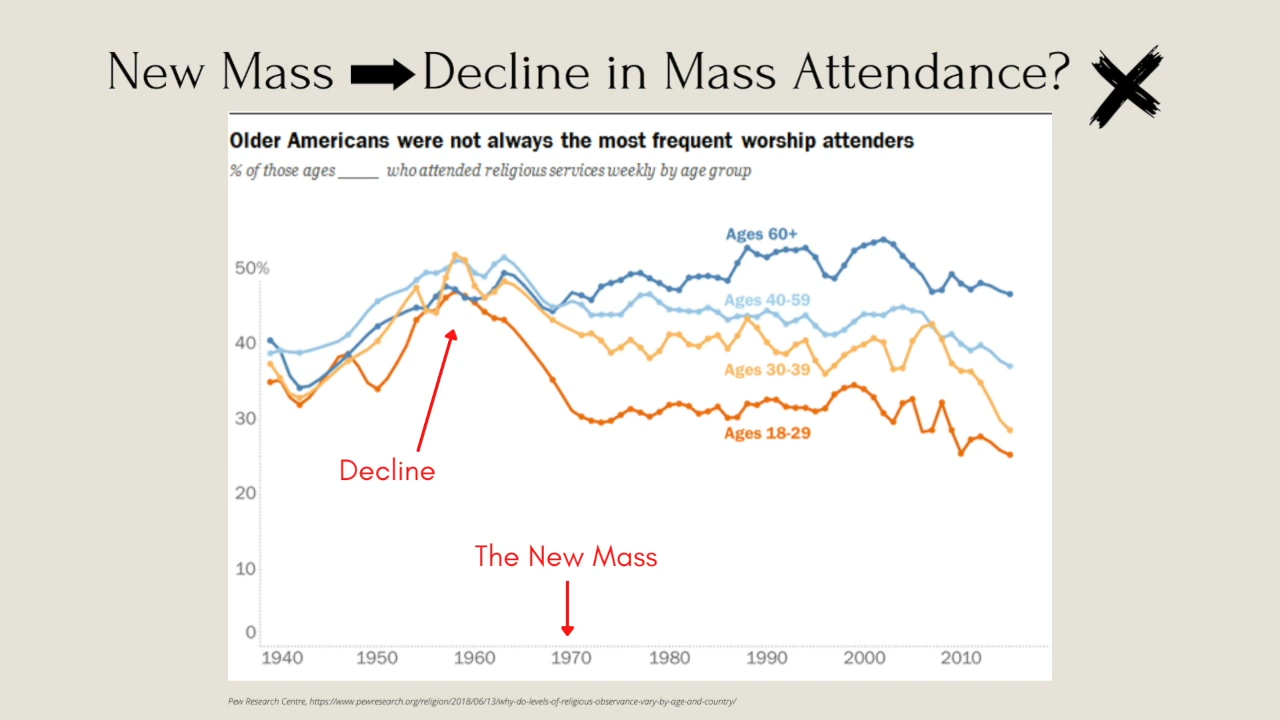 New Mass Decline in Mass Attendance?
Older Americans were not always the most frequent worship attenders
% of those ages _____ who attended religious services weekly by age group
Ages 60+
50%
Ages 40-59
40
Ages 30-39
30
Ages 18-29
Decline
20
The New Mass
10
0
1940 1950 1960 1970 1980 1990 2000 2010
Pew Research Centre, https://www.pewresearch.org/religion/2018/06/13/why-do-levels-of-religious-observance-vary-by-age-and-country/